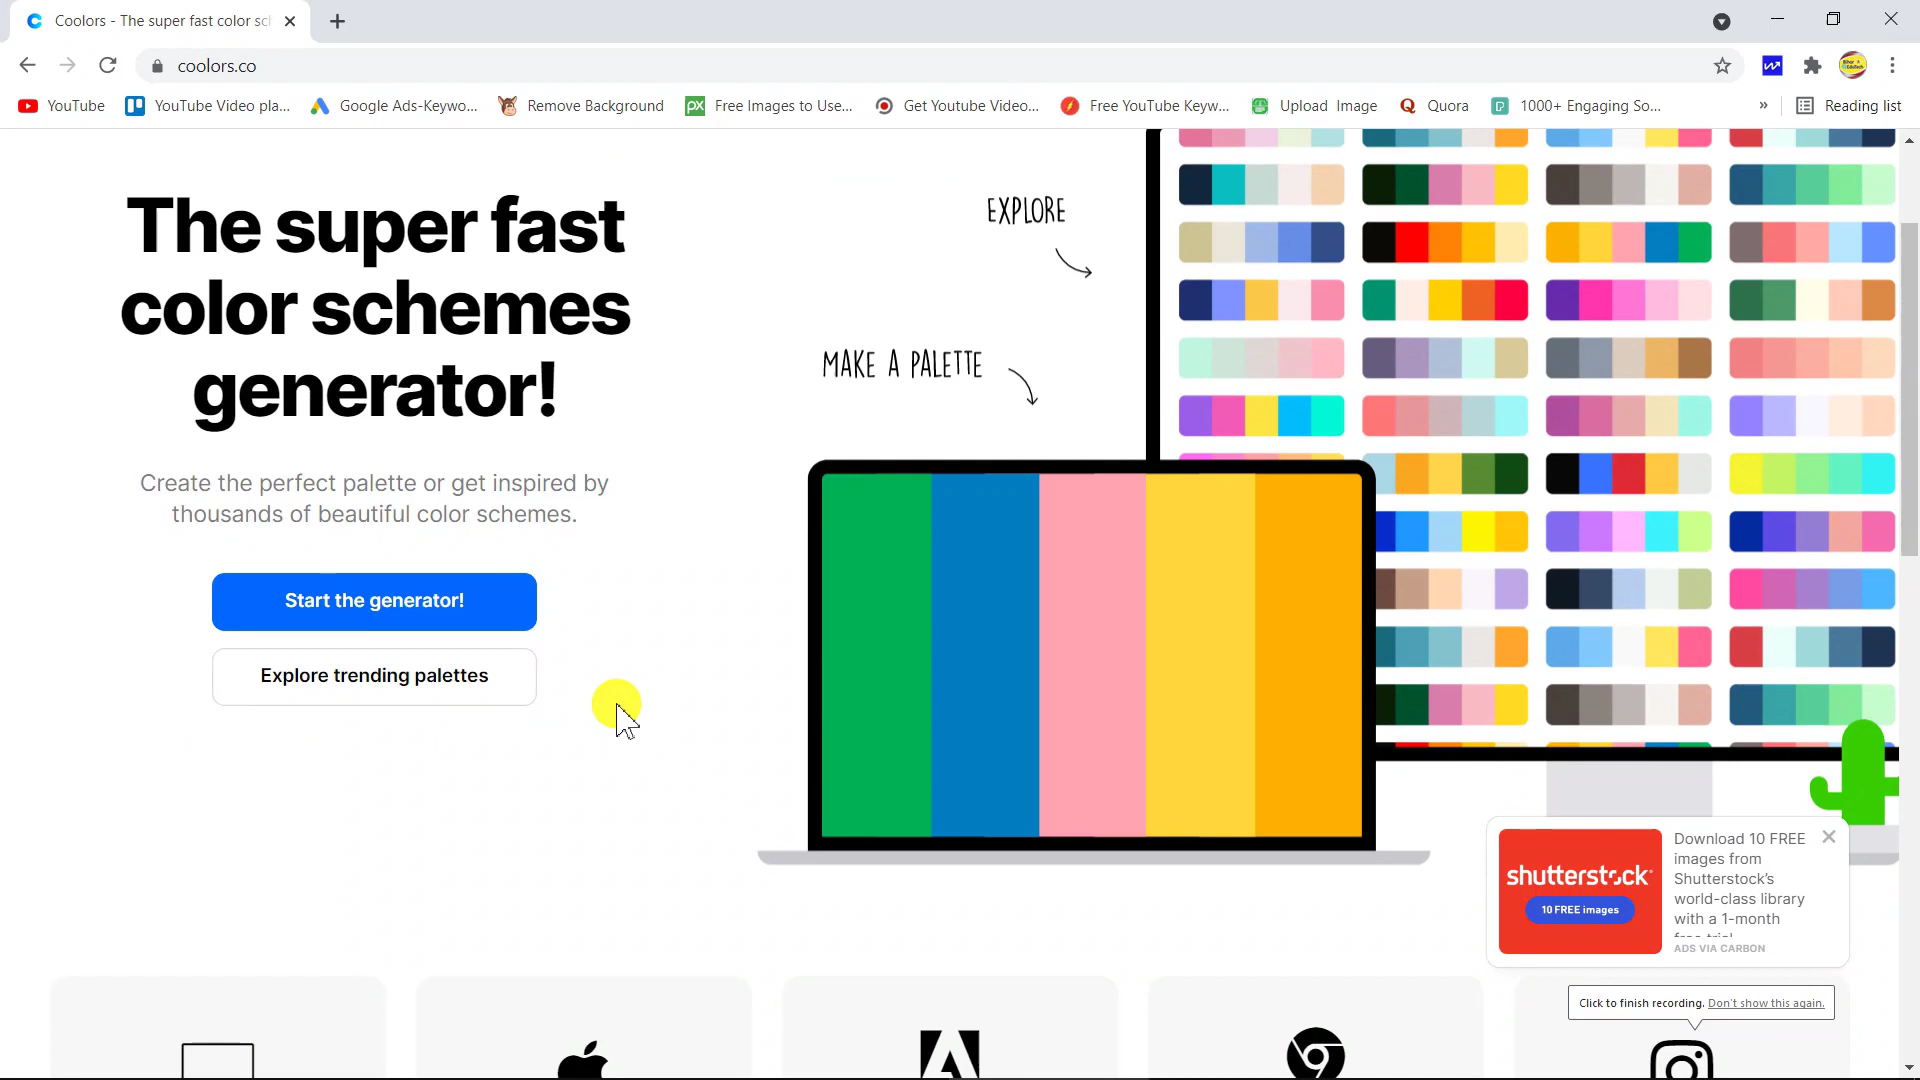 Coolors - The super fast color sch
coolors.co
YouTube
YouTube Video pla...
Google Ads-Keywo...
Remove Background
Free Images to Use...
Get Youtube Video...
Free YouTube Keyw...
Upload Image
Quora
1000+ Engaging So...
»
Reading list
The super fast
color schemes
generator!
Create the perfect palette or get inspired by
thousands of beautiful color schemes.
Start the generator!
Explore trending palettes
EXPLORE
MAKE A PALETTE
shutterstock
10 FREE images
Download 10 FREE
images from
Shutterstock's
world-class library
with a 1-month
free trial
ADS VIA CARBON
Click to finish recording. Don't show this again.